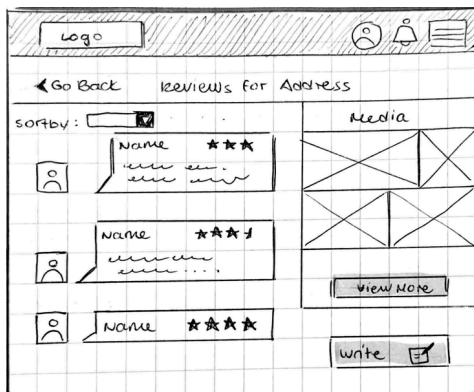 Logo
Go Back Reviews for Address
sortby:
Media
Name
Name
View More
Name
write